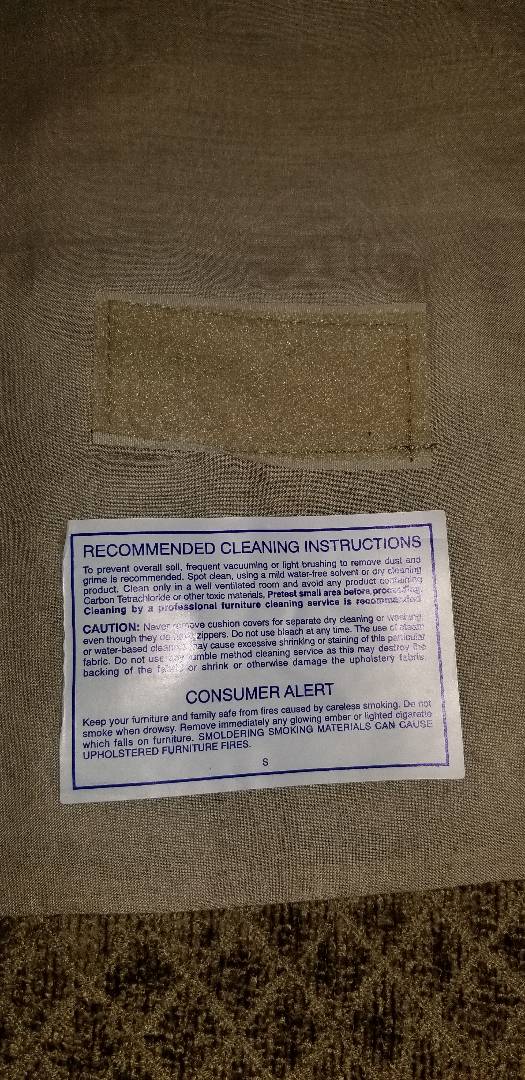 RECOMMENDED CLEANING INSTRUCTIONS
To prevent overall soil, frequent vacuuming or light brushing to remove dust and
grime is recommended. Spot clean, using a mild water-free solvent or dry cleaning
product. Clean only in a well ventilated room and avoid any product containing
Carbon Tetrachloride or other toxic materials. Pretest small area before proceeding.
Cleaning by a professional furniture cleaning service is recommended
CAUTION: Never remove cushion covers for separate dry cleaning or washing
even though they do have zippers. Do not use bleach at any time. The use of steam
or water-based cleaners may cause excessive shrinking or staining of this particular
fabric. Do not use any tumble method cleaning service as this may destroy the
backing of the fabric or shrink or otherwise damage the upholstery fabric.
CONSUMER ALERT
Keep your furniture and family safe from fires caused by careless smoking. Do not
smoke when drowsy. Remove immediately any glowing ember or lighted cigarette
which falls on furniture. SMOLDERING SMOKING MATERIALS CAN CAUSE
UPHOLSTERED FURNITURE FIRES.
S